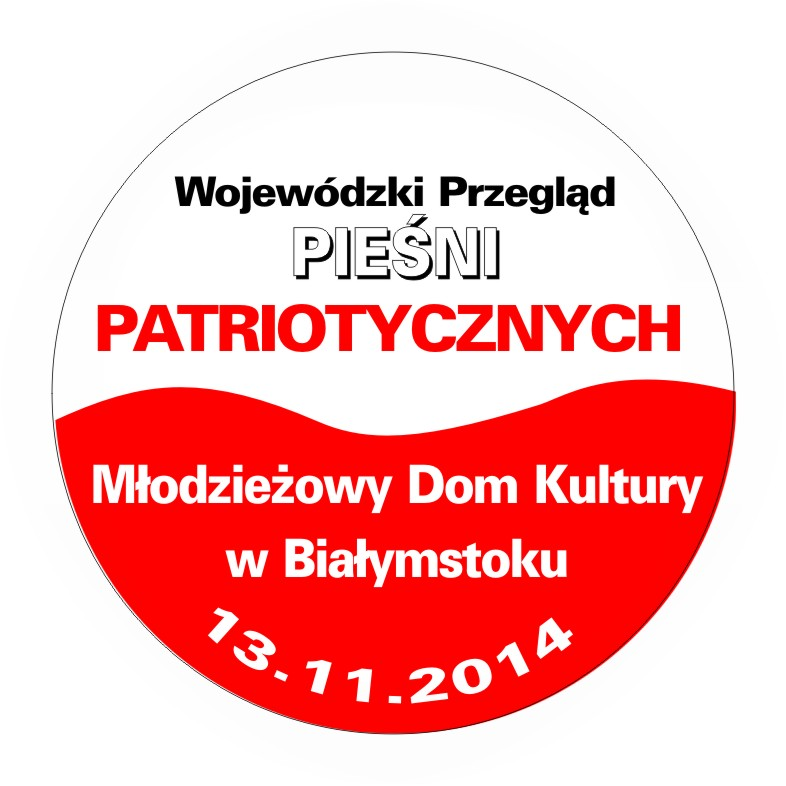 Wojewódzki Przegląd
PIEŚNI
PATRIOTYCZNYCH
Młodzieżowy Dom Kultury
w Białymstoku
13.11.2014